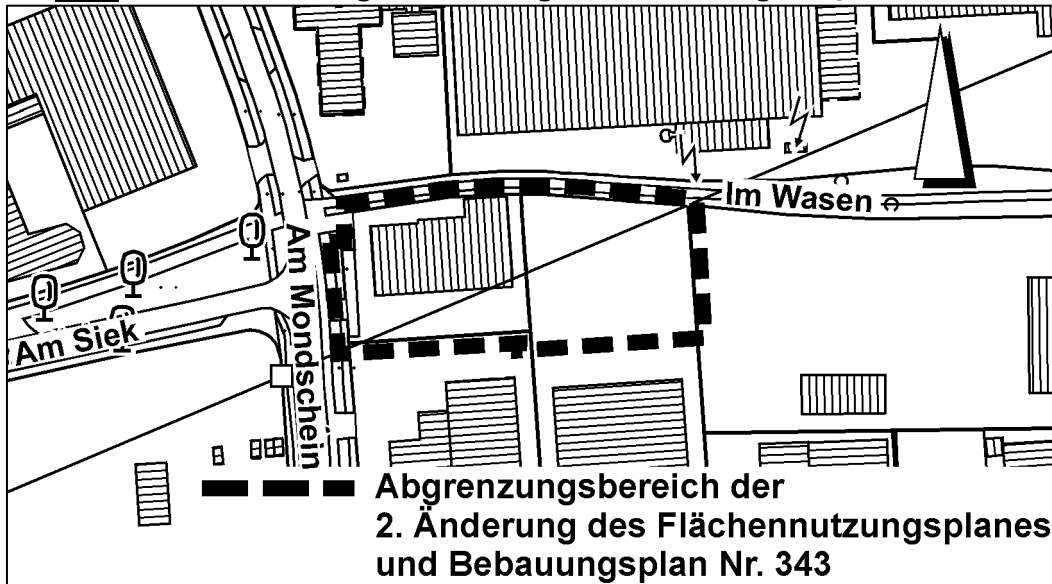 Im Wasen
Am Mondschein
Am Siek
Abgrenzungsbereich der
2. Änderung des Flächennutzungsplanes
und Bebauungsplan Nr. 343